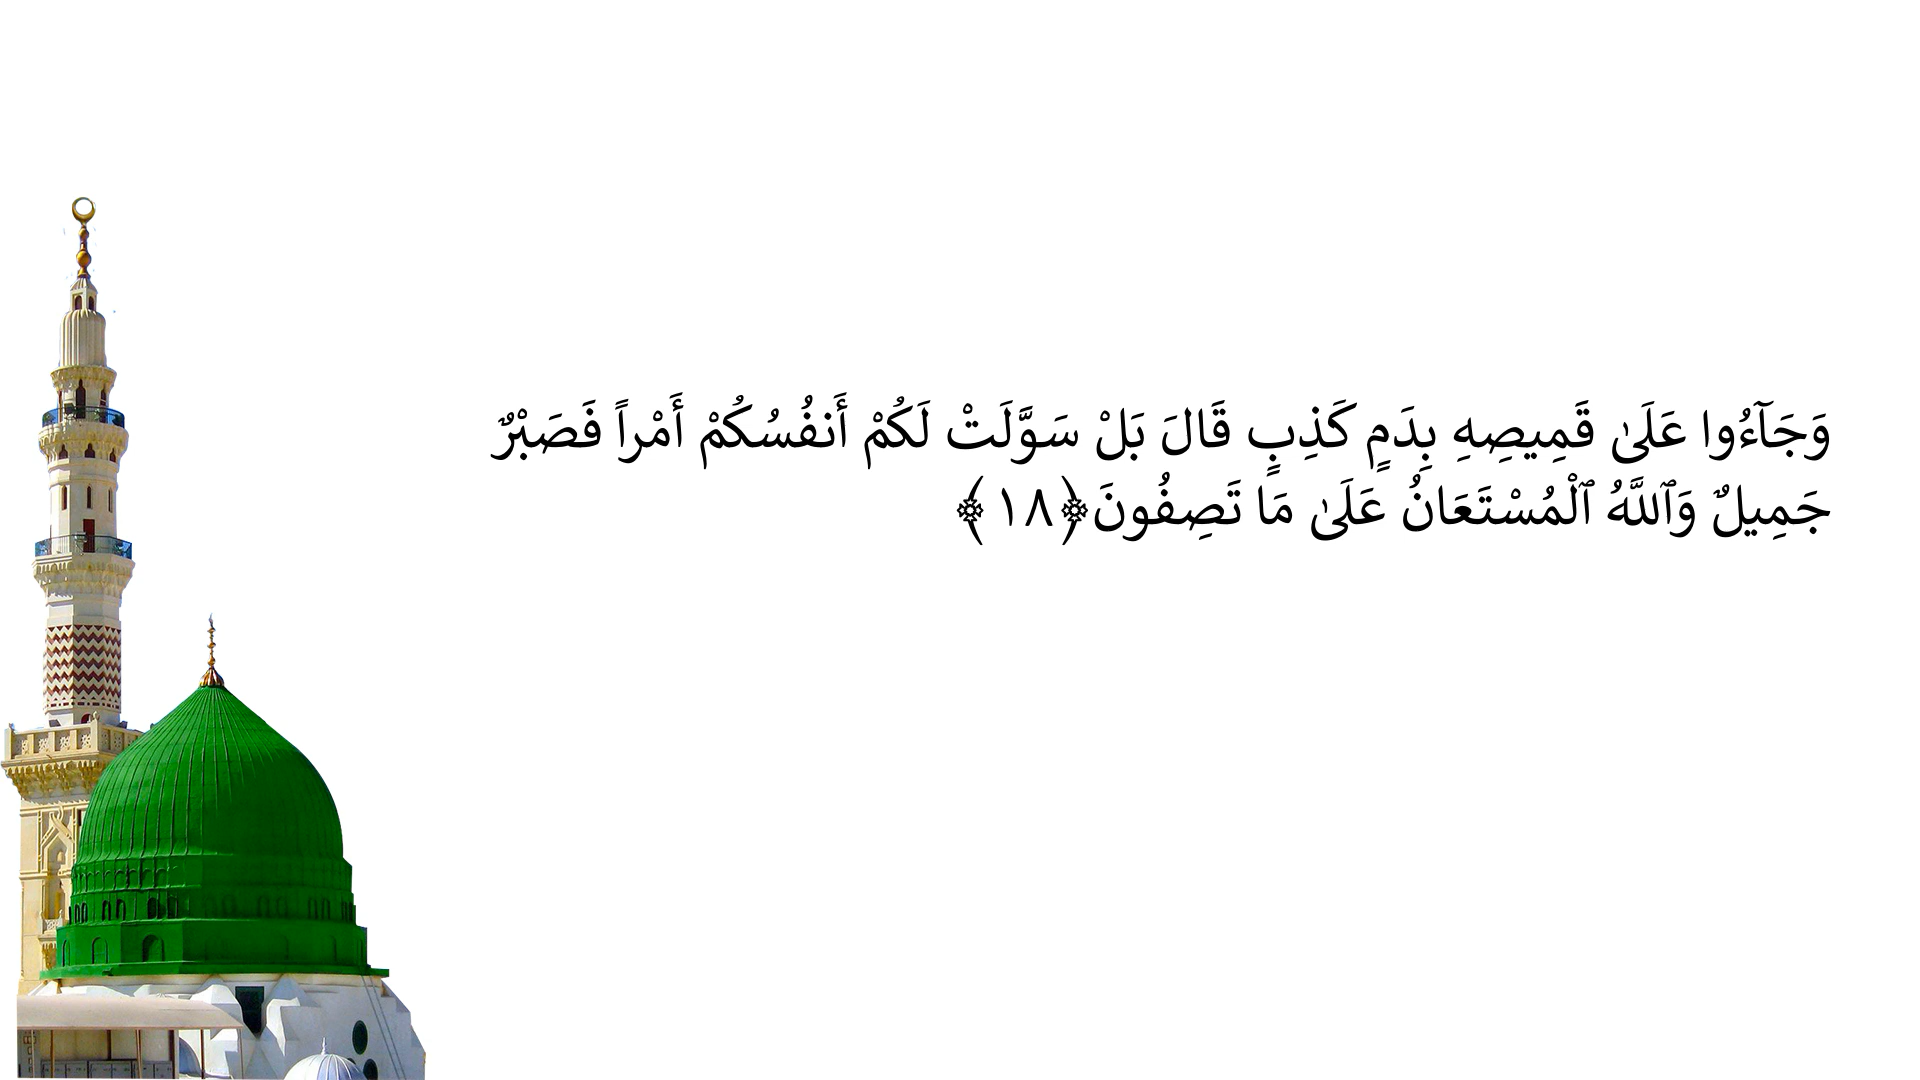 وَجَآءُوا عَلَىٰ قَمِيصِهِ بِدَمٍ كَذِبٍ قَالَ بَلْ سَوَّلَتْ لَكُمْ أَنفُسُكُمْ أَمْراً فَصَبْرٌ
جَمِيلٌ وَٱللَّهُ ٱلْمُسْتَعَانُ عَلَىٰ مَا تَصِفُونَ﴿١٨﴾